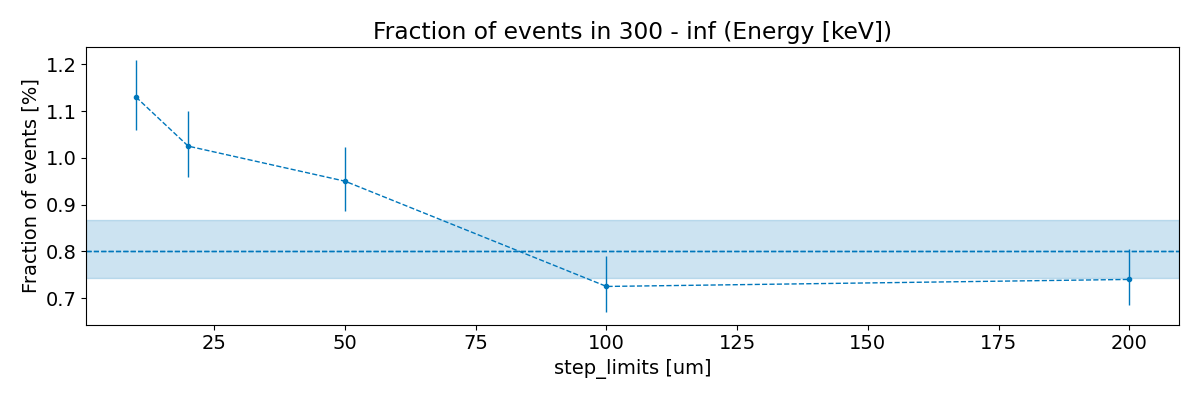 Fraction of events in 300 - inf (Energy [keV])
Fraction of events [%]
1.2
1.1
1.0
0.9
0.8
0.7
25 50 75 100 125 150 175 200
step_limits [um]